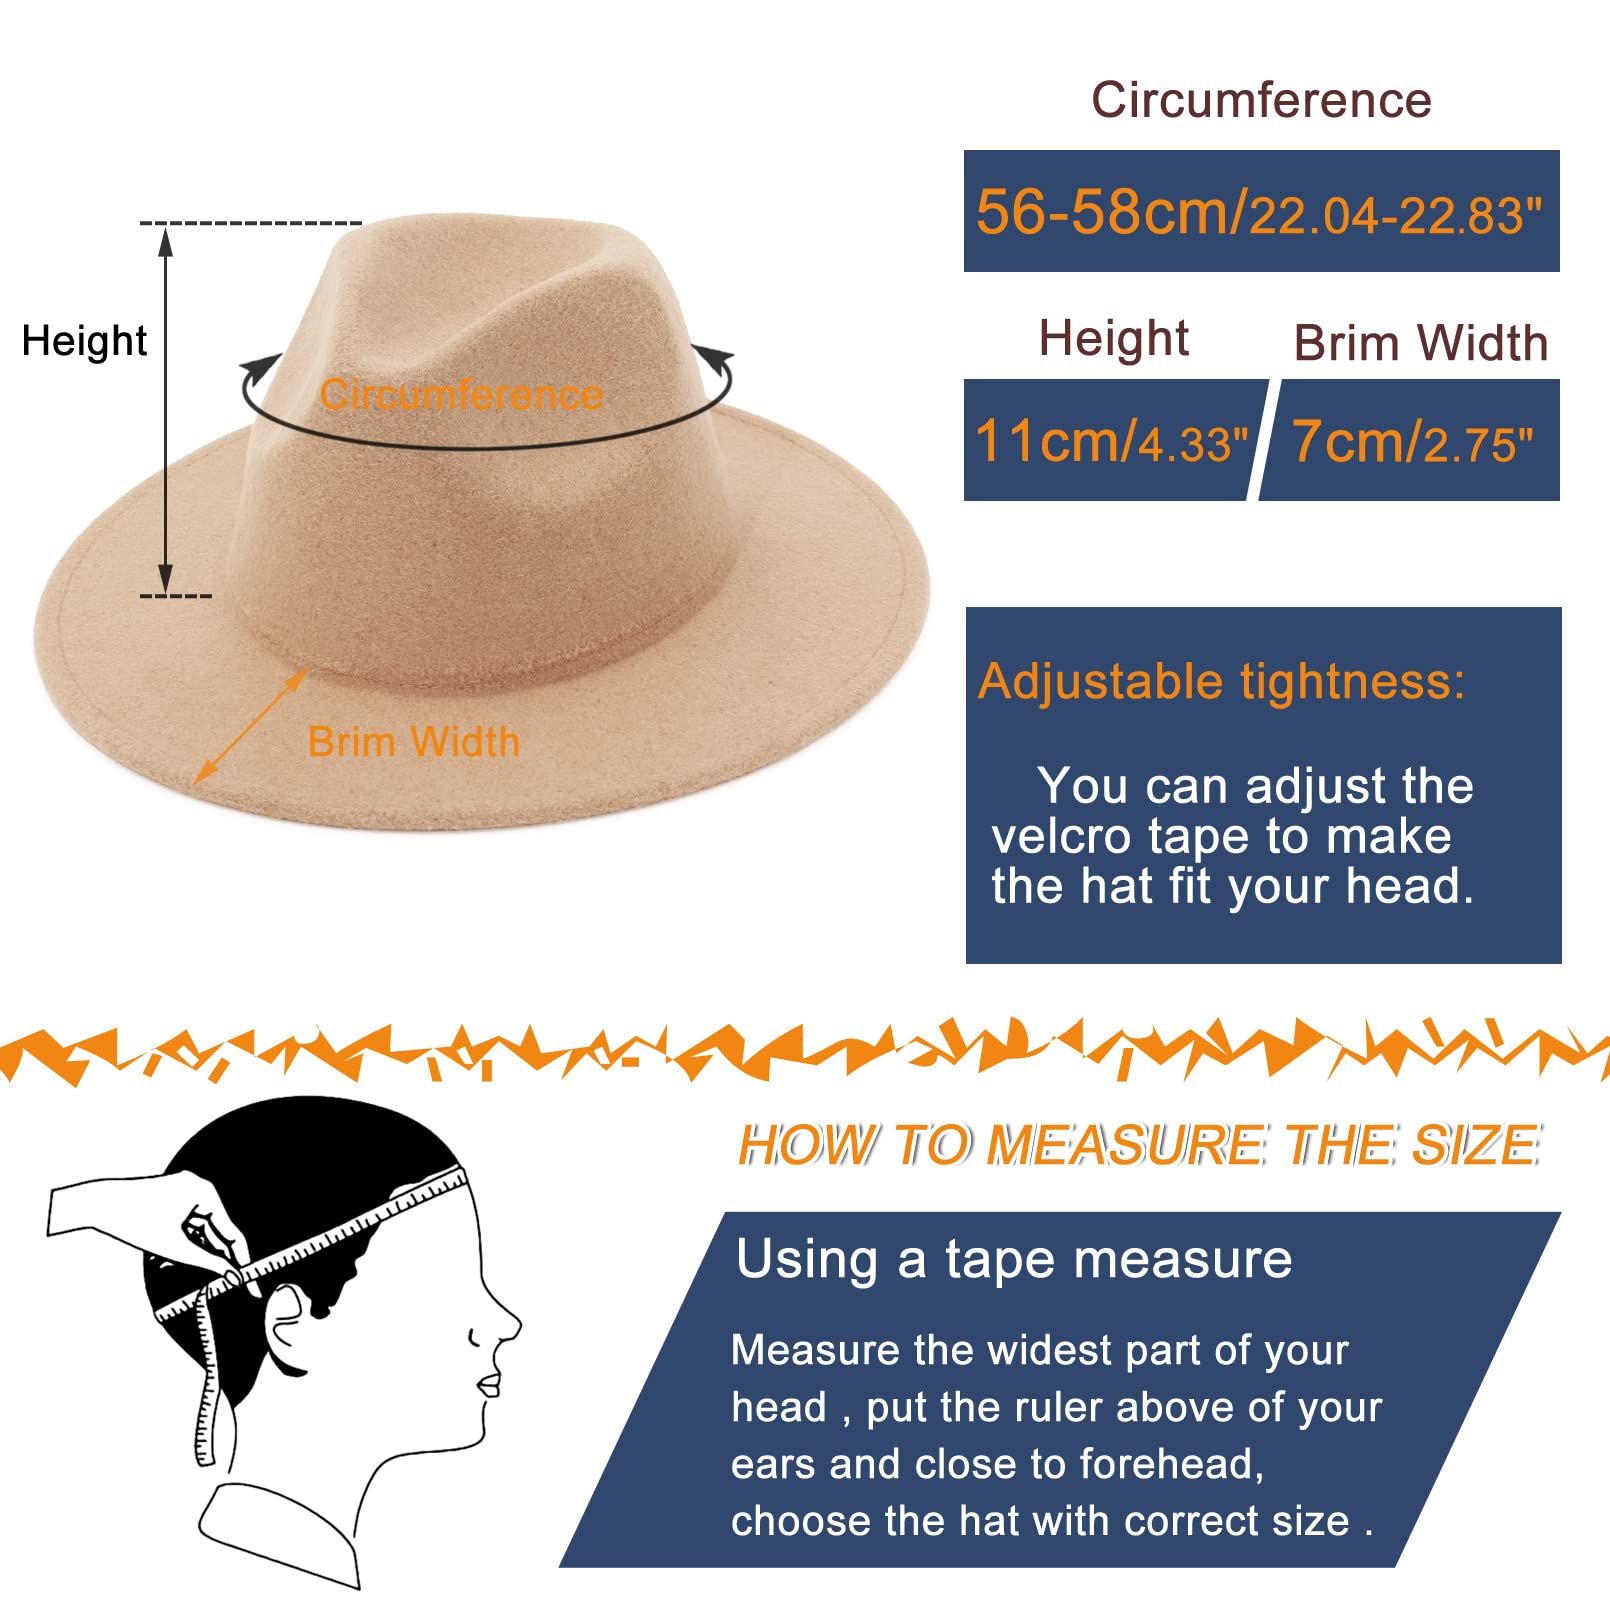 Circumference
56-58cm/22.04-22.83"
Height
Brim Width
11cm/4.33"
7cm/2.75"
Height
Circumference
Brim Width
Adjustable tightness:
You can adjust the
velcro tape to make
the hat fit your head.
HOW TO MEASURE THE SIZE
Using a tape measure
Measure the widest part of your
head , put the ruler above of your
ears and close to forehead,
choose the hat with correct size .